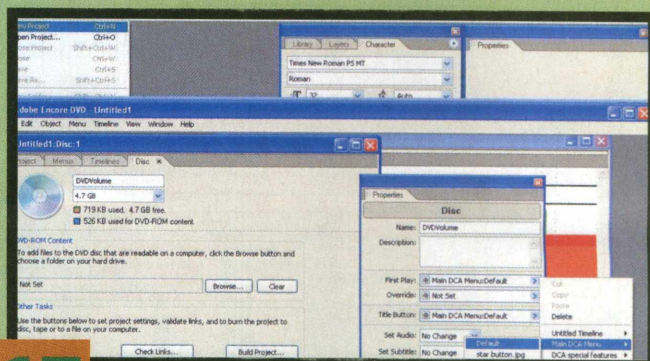 New Project Ctrl+N
Open Project... Ctrl+O
Close Project Shift+Ctrl+W
Close Ctrl+W
Save Ctrl+S
Save As... Shift+Ctrl+S
Library Layers Character
Properties
Times New Roman PS MT
Roman
32 Auto
Adobe Encore DVD - Untitled1
Edit Object Menu Timeline View Window Help
Untitled1:Disc:1
Project Menus Timelines Disc
DVDVolume
4.7 GB
719 KB used. 4.7 GB free.
526 KB used for DVD-ROM content
DVD-ROM Content
To add files to the DVD disc that are readable on a computer, click the Browse button and
choose a folder on your hard drive.
Not Set Browse... Clear
Other Tasks
Use the buttons below to set project settings, validate links, and to burn the project to
disc, tape or to a file on your computer.
Check Links... Build Project...
Properties
Disc
Name: DVDVolume
Description:
First Play: Main DCA Menu:Default
Override: Not Set
Title Button: Main DCA Menu:Default
Set Audio: No Change
Set Subtitle: No Change
Cut
Copy
Paste
Delete
Untitled Timeline
Main DCA Menu
DCA special features
Default
star button.jpg